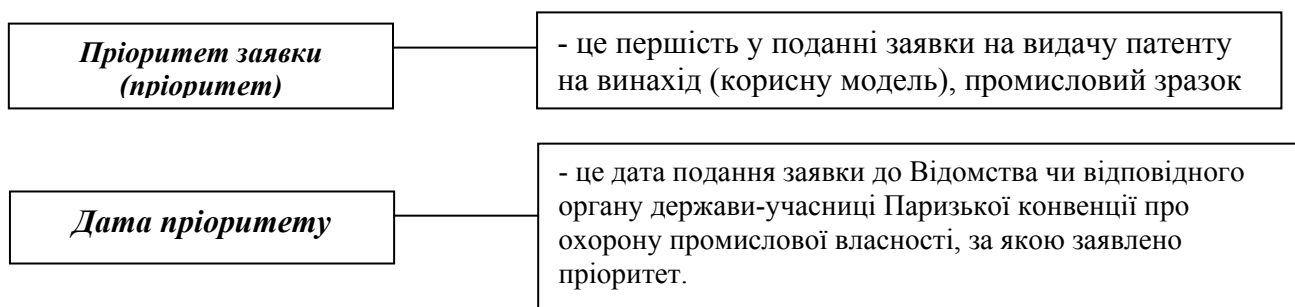 Пріоритет заявки
(пріоритет)
- це першість у поданні заявки на видачу патенту
на винахід (корисну модель), промисловий зразок
Дата пріоритету
- це дата подання заявки до Відомства чи відповідного
органу держави-учасниці Паризької конвенції про
охорону промислової власності, за якою заявлено
пріоритет.